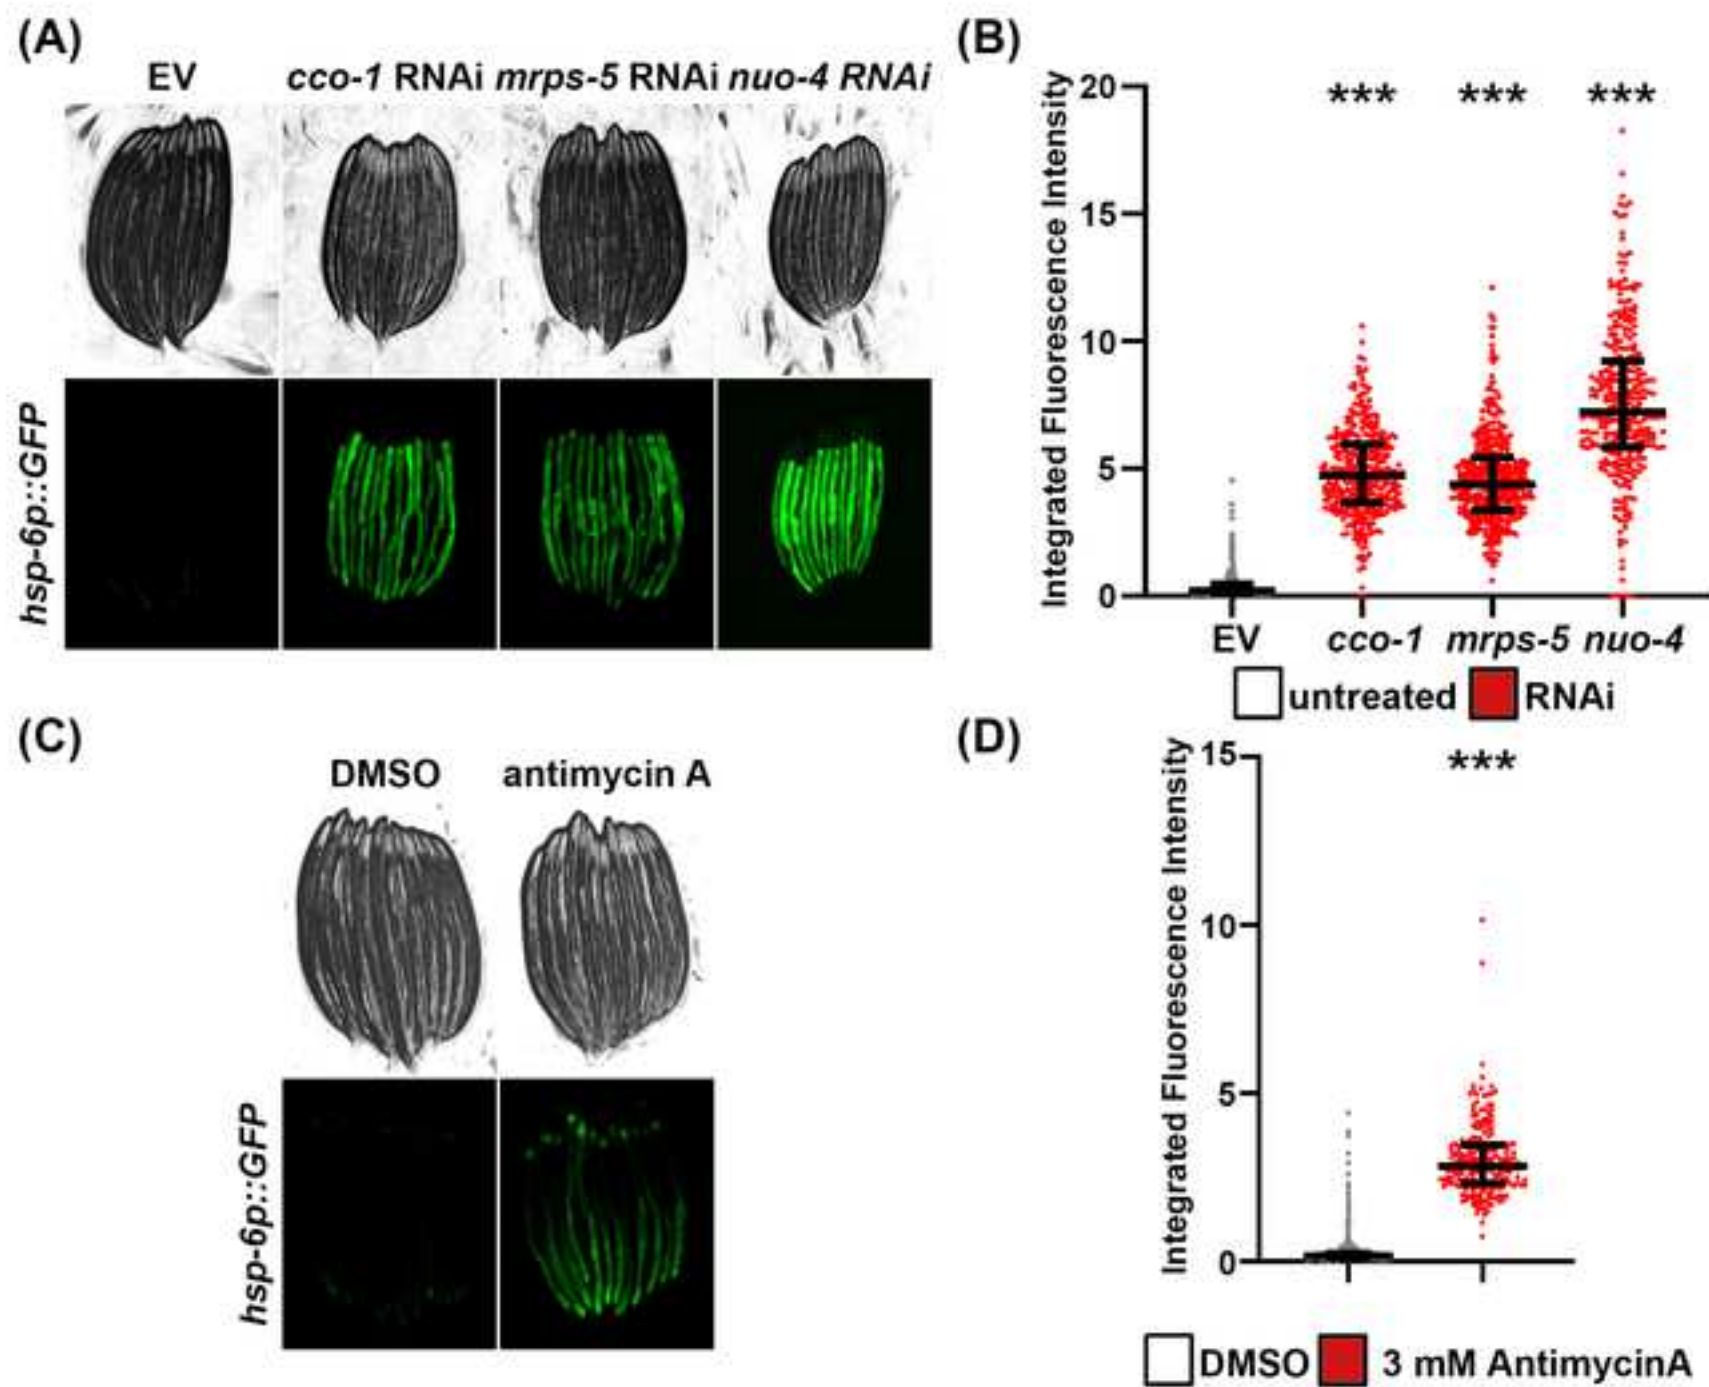 (A)
EV cco-1 RNAi mrps-5 RNAi nuo-4 RNAi
hsp-6p::GFP
(B)
Integrated Fluorescence Intensity
20
15
10
5
0
*** *** ***
EV cco-1 mrps-5 nuo-4
untreated RNAi
(C)
DMSO antimycin A
hsp-6p::GFP
(D)
Integrated Fluorescence Intensity
15
10
5
0
***
DMSO 3 mM AntimycinA